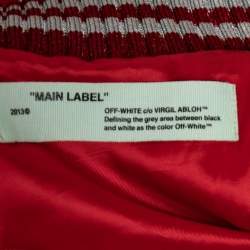 "MAIN LABEL"
2013©
OFF-WHITE c/o VIRGIL ABLOH™
Defining the grey area between black
and white as the color Off-White™